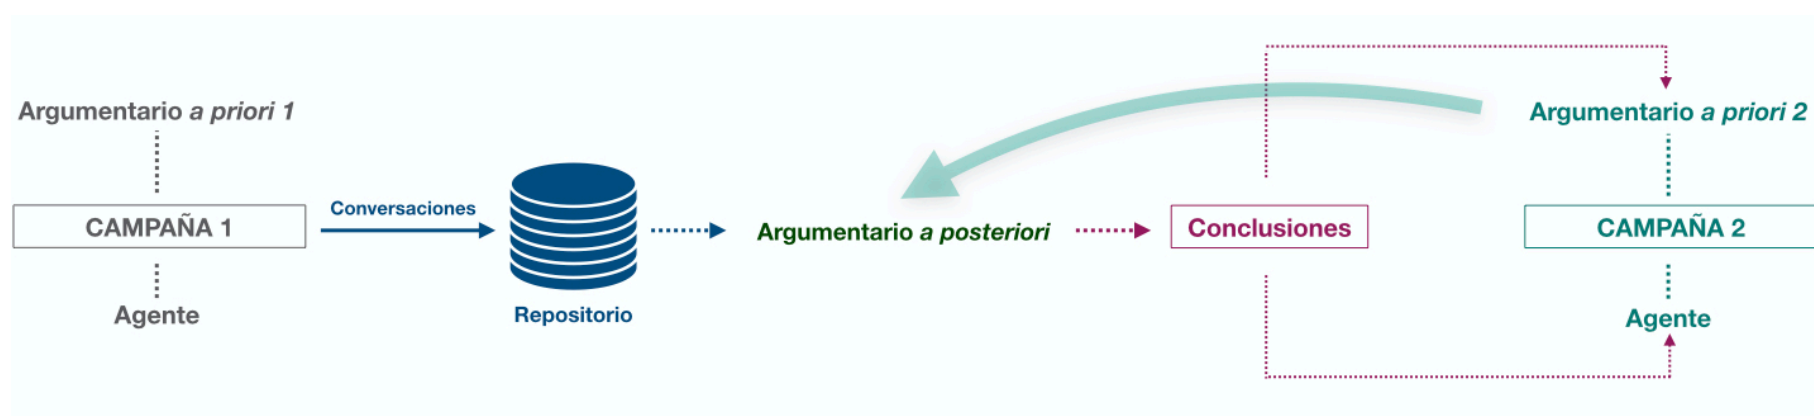 Argumentario a priori 1
CAMPAÑA 1
Agente
Conversaciones
Repositorio
Argumentario a posteriori
Conclusiones
Argumentario a priori 2
CAMPAÑA 2
Agente